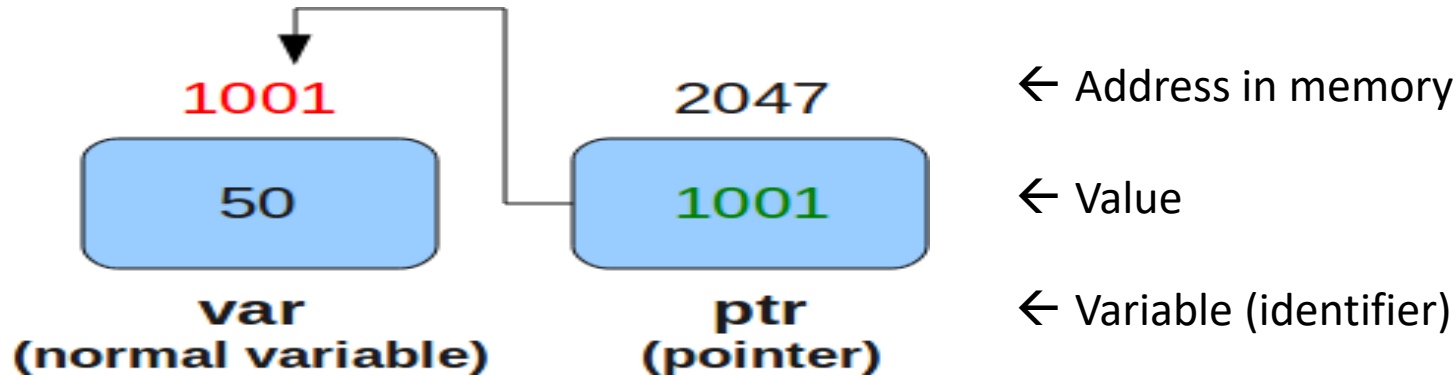 1001 2047 ← Address in memory
50 1001 ← Value
var ptr ← Variable (identifier)
(normal variable) (pointer)